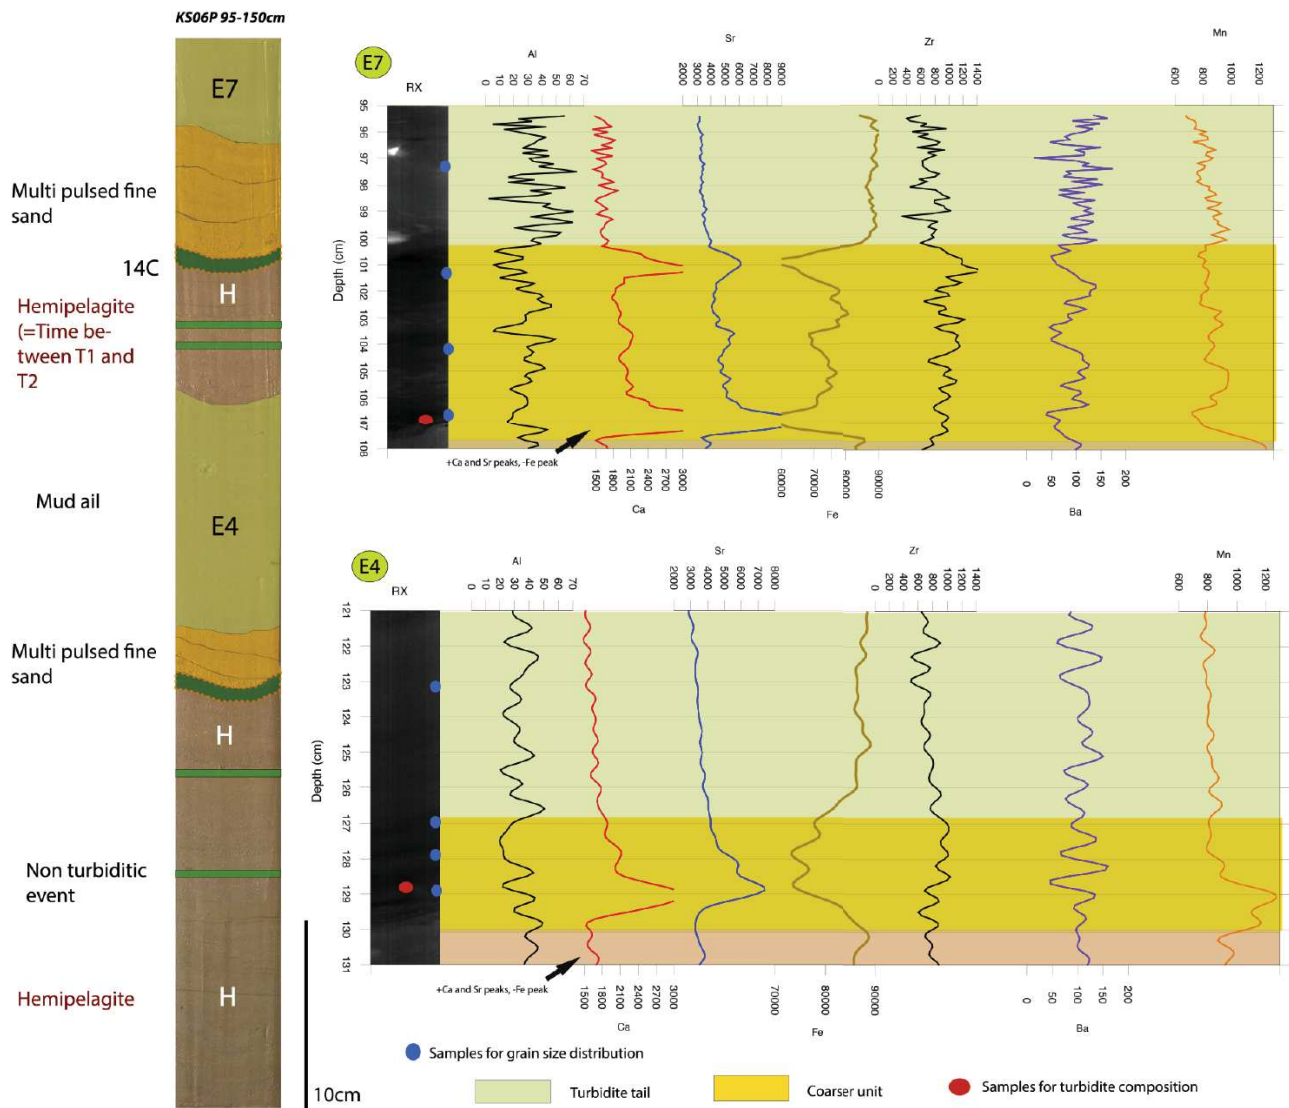 KS06P 95-150cm
E7
Multi pulsed fine
sand
14C
H
Hemipelagite
(=Time be-
tween T1 and
T2
Mud ail
E4
Multi pulsed fine
sand
H
Non turbiditic
event
Hemipelagite
H
10cm
E7
RX
Al
0 10 20 30 40 50 60 70
Sr
2000 3000 4000 5000 6000 7000 8000 9000
Zr
0 200 400 600 800 1000 1200 1400
Mn
600 800 1000 1200
Depth (cm)
95
96
97
98
99
100
101
102
103
104
105
106
108
+Ca and Sr peaks, -Fe peak
1500 1800 2100 2400 2700 3000
Ca
60000 70000 80000 90000
Fe
0 50 100 150 200
Ba
E4
RX
Al
0 10 20 30 40 50 60 70
Sr
2000 3000 4000 5000 6000 7000 8000
Zr
0 200 400 600 800 1000 1200 1400
Mn
600 800 1000 1200
Depth (cm)
121
122
123
124
125
126
127
128
129
130
131
+Ca and Sr peaks, -Fe peak
1500 1800 2100 2400 2700 3000
Ca
70000 80000 90000
Fe
0 50 100 150 200
Ba
Samples for grain size distribution
Turbidite tail
Coarser unit
Samples for turbidite composition